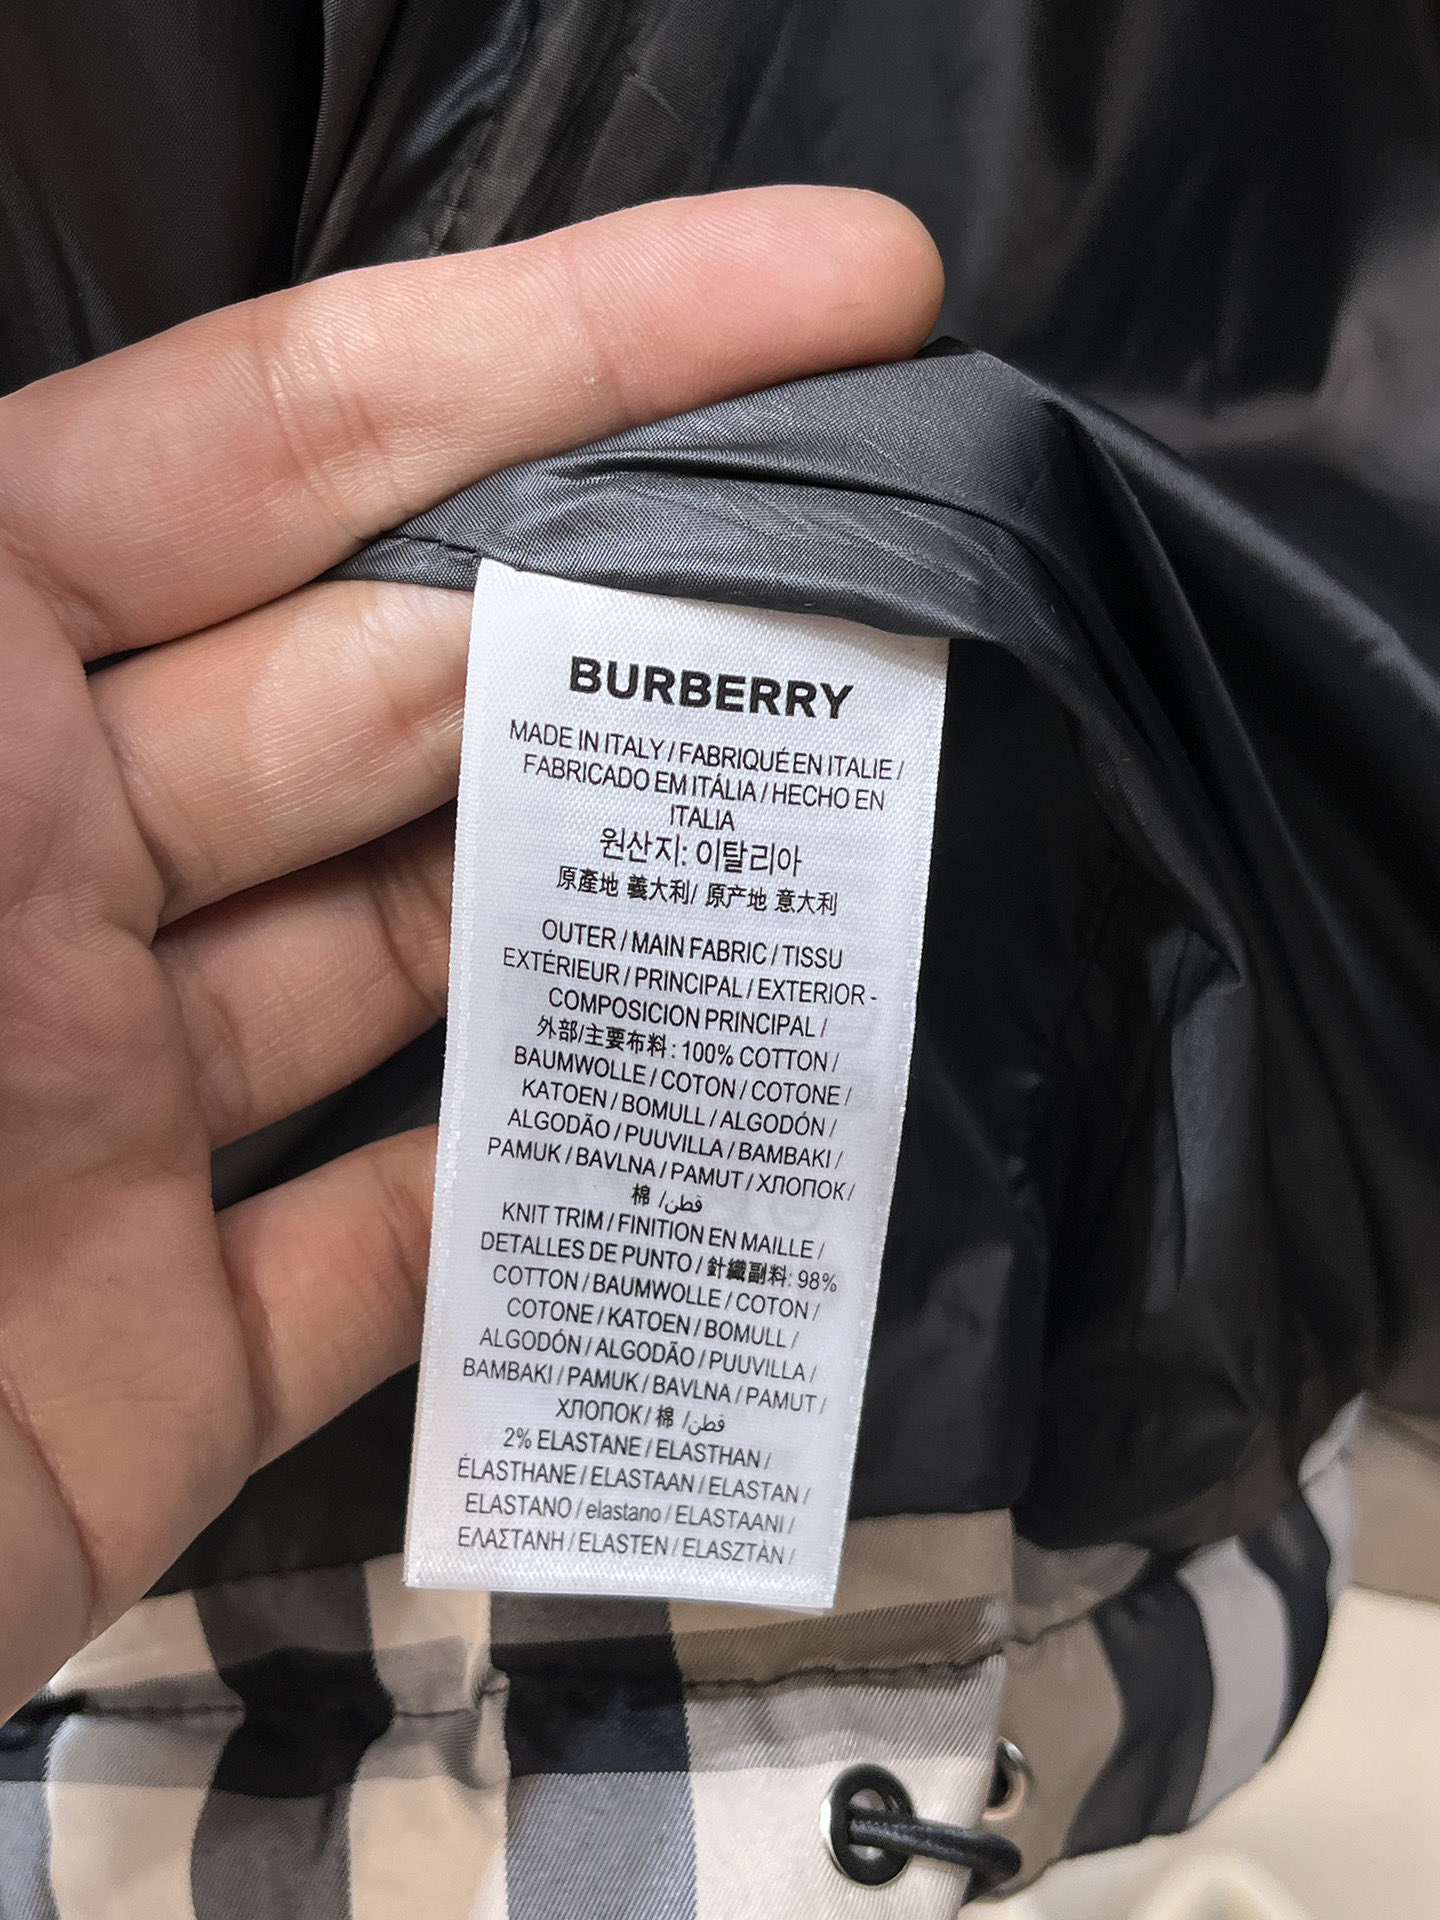 BURBERRY
MADE IN ITALY / FABRIQUÉ EN ITALIE /
FABRICADO EM ITÁLIA / HECHO EN
ITALIA
원산지: 이탈리아
原產地 義大利/ 原产地 意大利
OUTER / MAIN FABRIC / TISSU
EXTÉRIEUR / PRINCIPAL / EXTERIOR -
COMPOSICION PRINCIPAL /
外部/主要布料: 100% COTTON /
BAUMWOLLE / COTON / COTONE /
KATOEN / BOMULL / ALGODÓN /
ALGODÃO / PUUVILLA / BAMBAKI /
PAMUK / BAVLNA / PAMUT / ХЛОПОК /
棉 / قطن/
KNIT TRIM / FINITION EN MAILLE /
DETALLES DE PUNTO / 針織副料: 98%
COTTON / BAUMWOLLE / COTON /
COTONE / KATOEN / BOMULL /
ALGODÓN / ALGODÃO / PUUVILLA /
BAMBAKI / PAMUK / BAVLNA / PAMUT /
ХЛОПОК / 棉 / قطن/
2% ELASTANE / ELASTHAN /
ÉLASTHANE / ELASTAAN / ELASTAN /
ELASTANO / elastano / ELASTAANI /
ΕΛΑΣΤΑΝΗ / ELASTEN / ELASZTÀN /